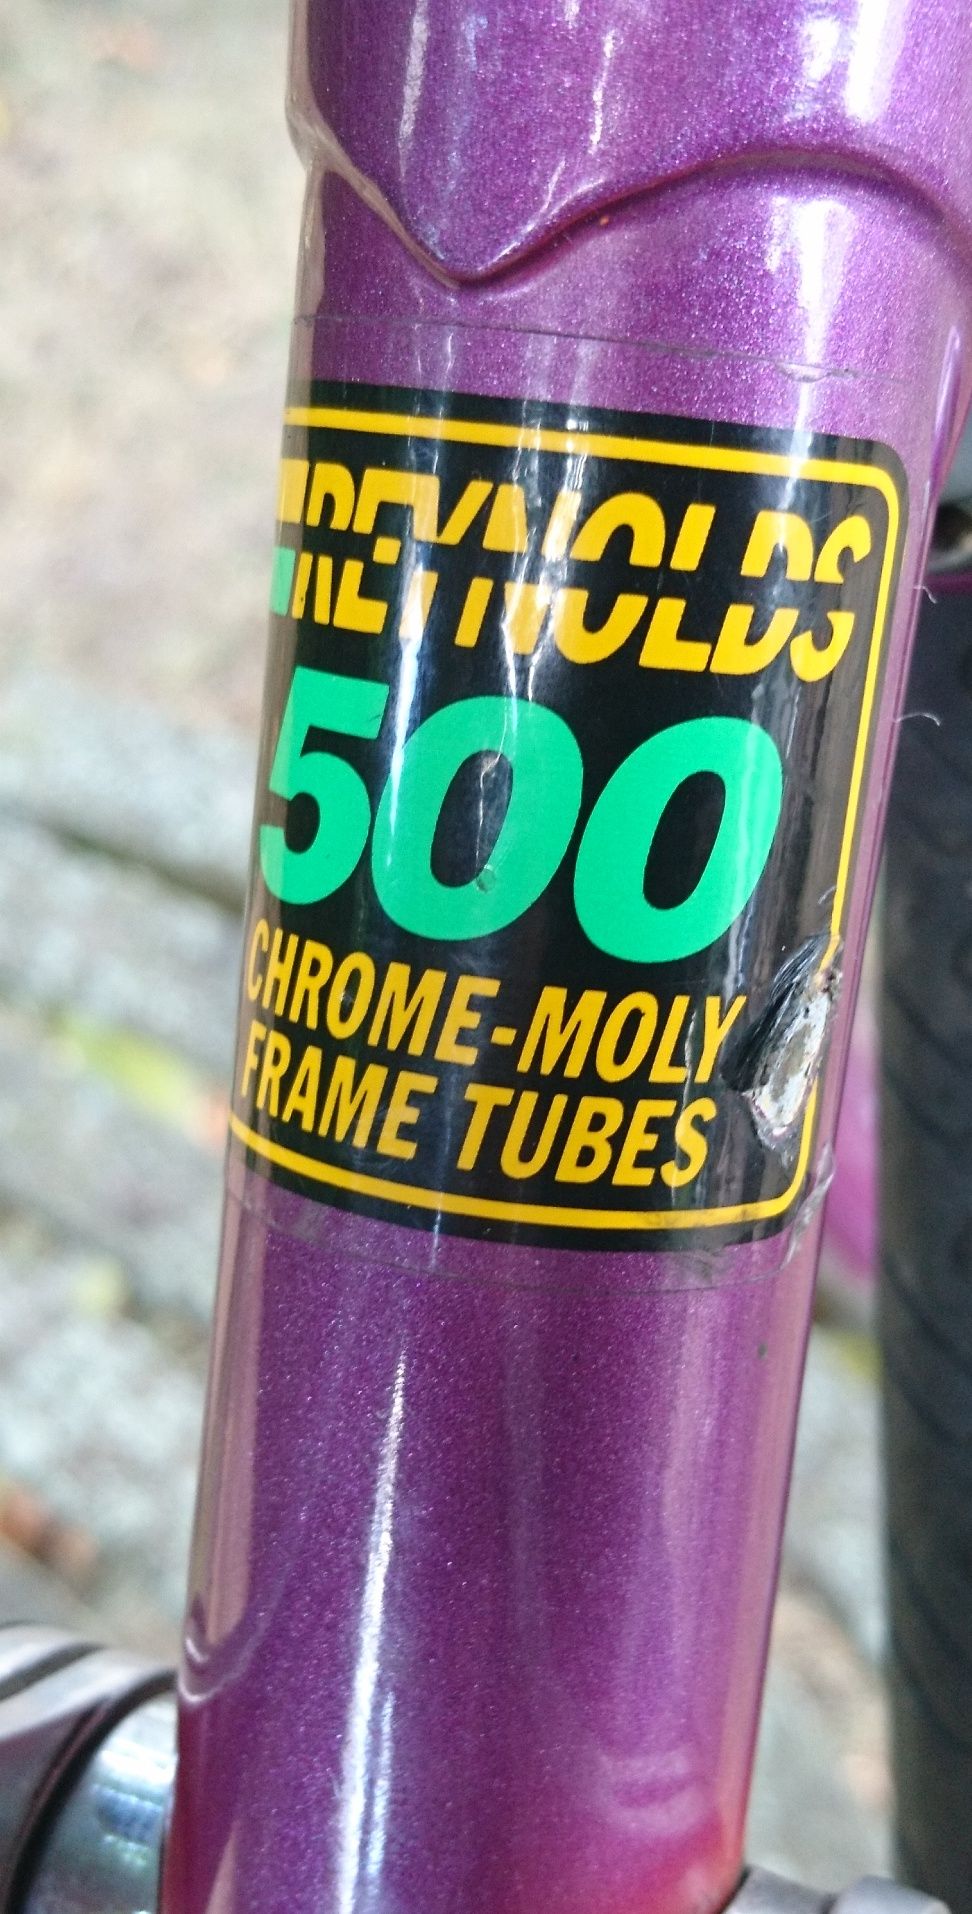 REYNOLDS
500
CHROME-MOLY
FRAME TUBES